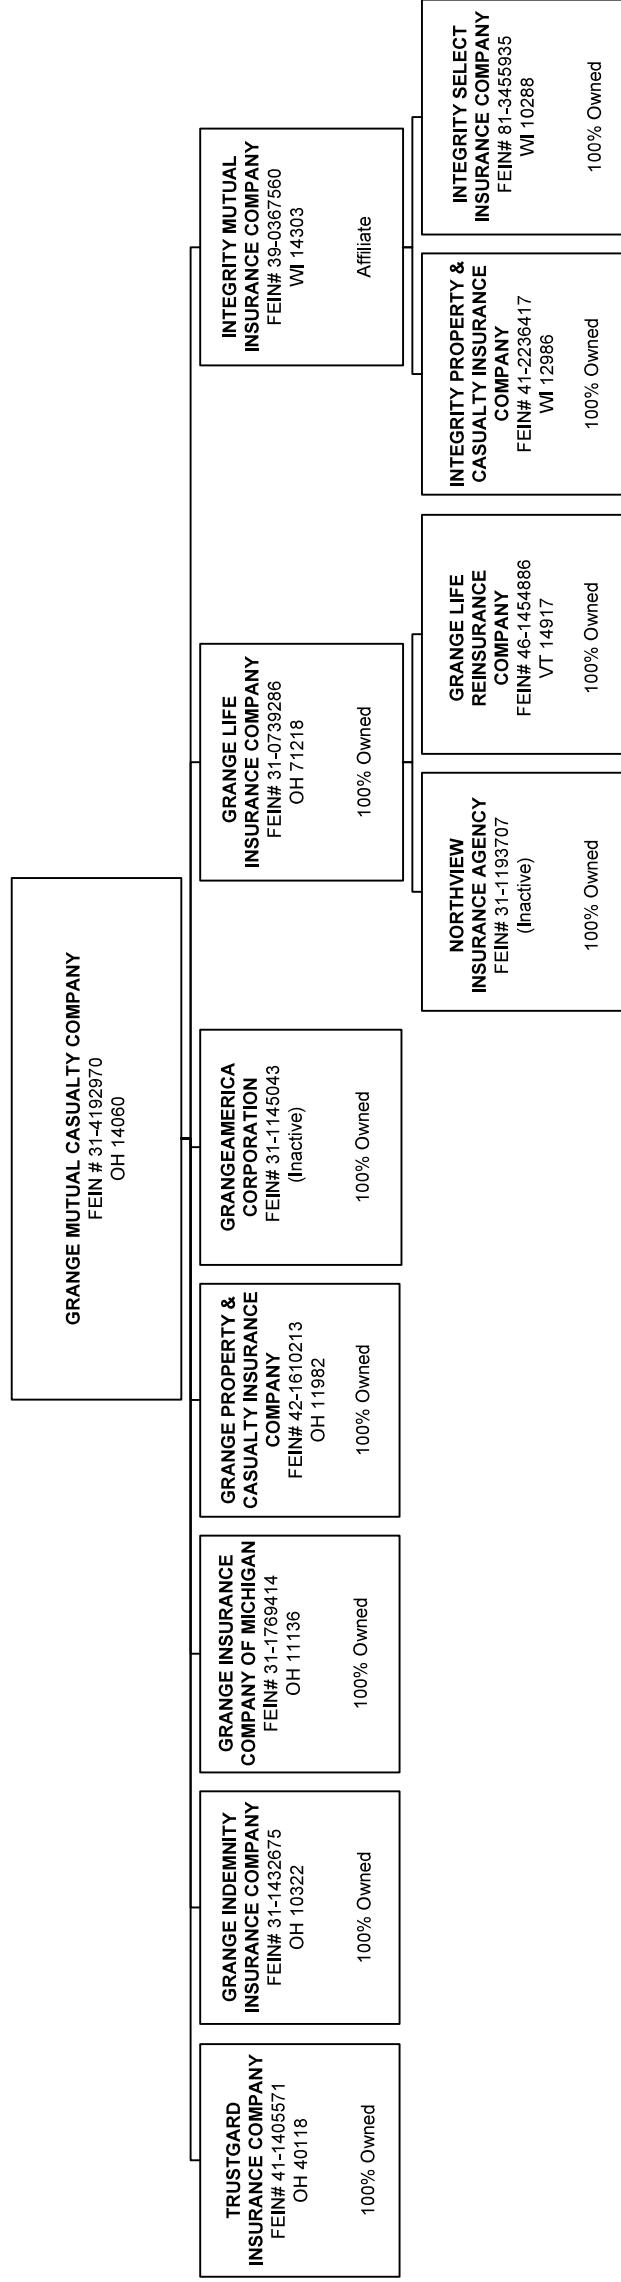 GRANGE MUTUAL CASUALTY COMPANY
FEIN # 31-4192970
OH 14060
TRUSTGARD
INSURANCE COMPANY
FEIN# 41-1405571
OH 40118
100% Owned
GRANGE INDEMNITY
INSURANCE COMPANY
FEIN# 31-1432675
OH 10322
100% Owned
GRANGE INSURANCE
COMPANY OF MICHIGAN
FEIN# 31-1769414
OH 11136
100% Owned
GRANGE PROPERTY &
CASUALTY INSURANCE
COMPANY
FEIN# 42-1610213
OH 11982
100% Owned
GRANGEAMERICA
CORPORATION
FEIN# 31-1145043
(Inactive)
100% Owned
GRANGE LIFE
INSURANCE COMPANY
FEIN# 31-0739286
OH 71218
100% Owned
INTEGRITY MUTUAL
INSURANCE COMPANY
FEIN# 39-0367560
WI 14303
Affiliate
NORTHVIEW
INSURANCE AGENCY
FEIN# 31-1193707
(Inactive)
100% Owned
GRANGE LIFE
REINSURANCE
COMPANY
FEIN# 46-1454886
VT 14917
100% Owned
INTEGRITY PROPERTY &
CASUALTY INSURANCE
COMPANY
FEIN# 41-2236417
WI 12986
100% Owned
INTEGRITY SELECT
INSURANCE COMPANY
FEIN# 81-3455935
WI 10288
100% Owned